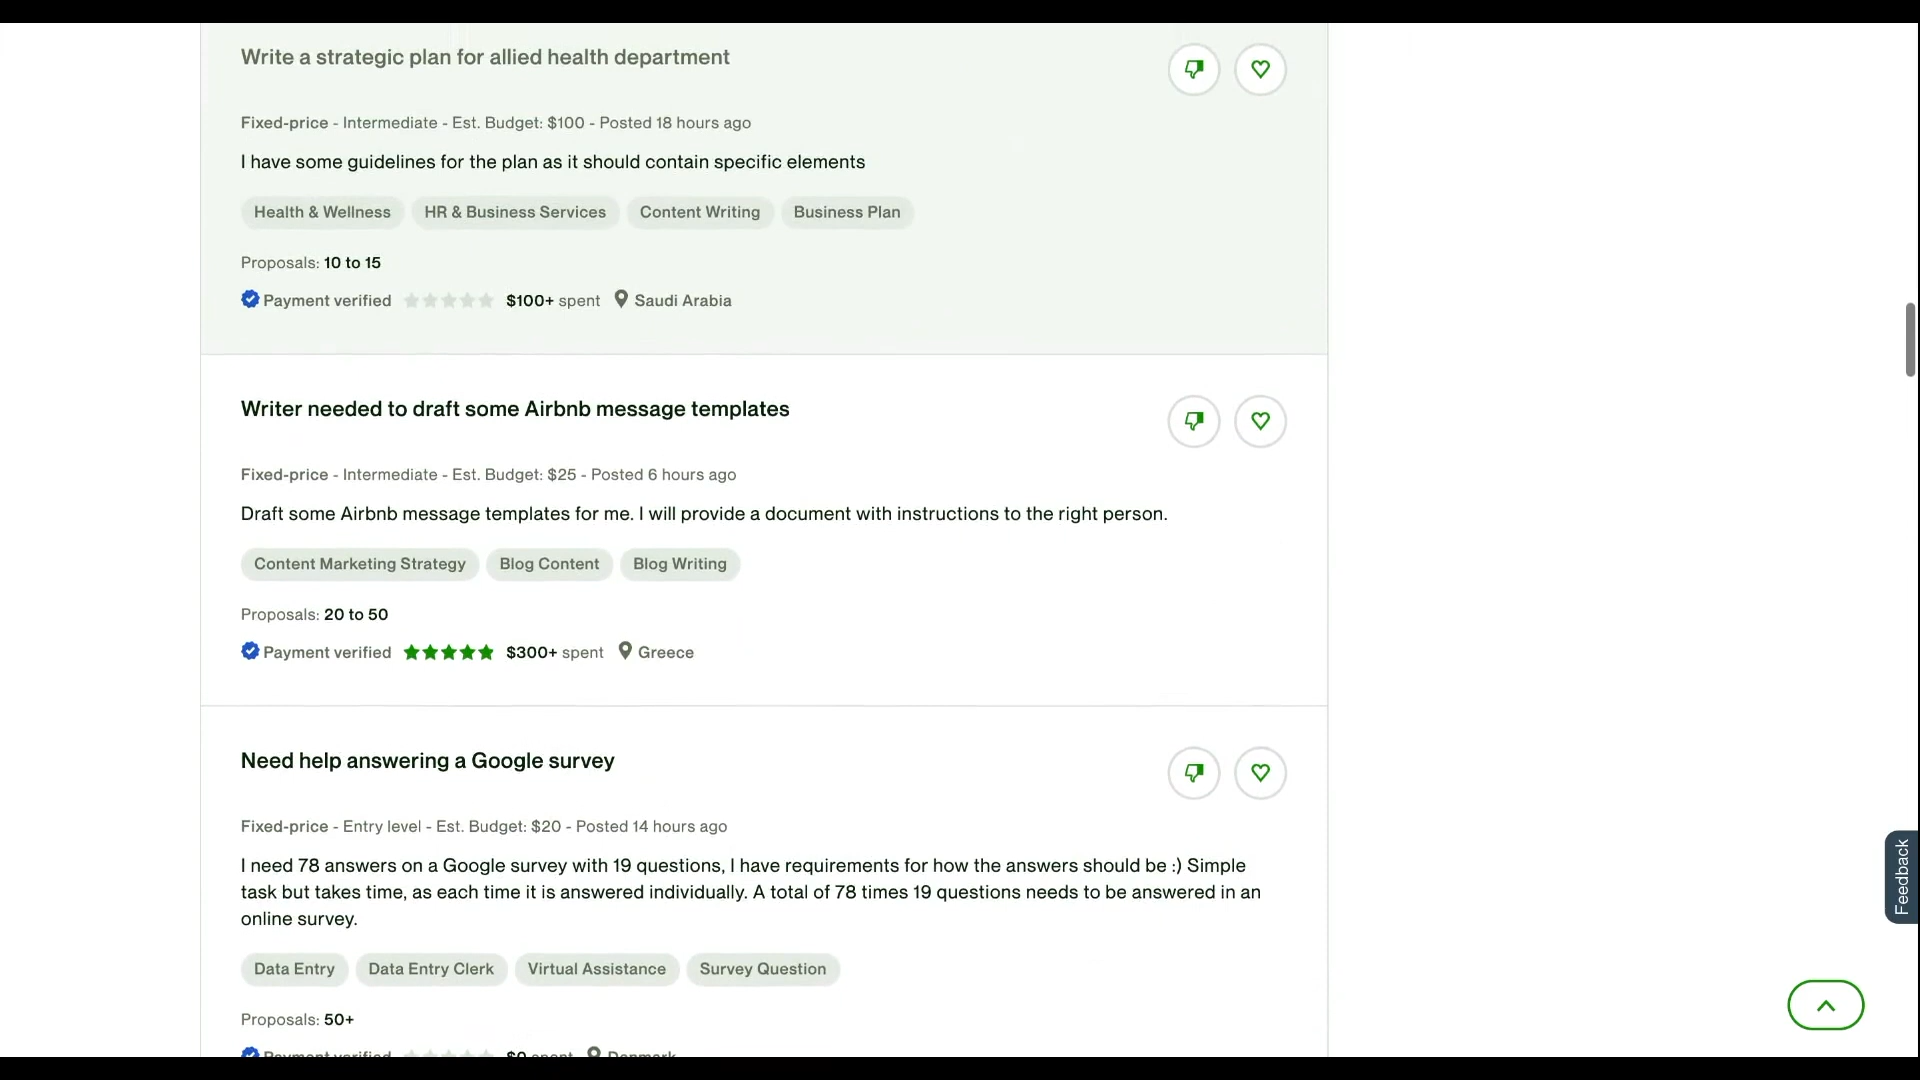 Write a strategic plan for allied health department
Fixed-price - Intermediate - Est. Budget: $100 - Posted 18 hours ago
I have some guidelines for the plan as it should contain specific elements
Health & Wellness HR & Business Services Content Writing Business Plan
Proposals: 10 to 15
Payment verified $100+ spent Saudi Arabia
Writer needed to draft some Airbnb message templates
Fixed-price - Intermediate - Est. Budget: $25 - Posted 6 hours ago
Draft some Airbnb message templates for me. I will provide a document with instructions to the right person.
Content Marketing Strategy Blog Content Blog Writing
Proposals: 20 to 50
Payment verified $300+ spent Greece
Need help answering a Google survey
Fixed-price - Entry level - Est. Budget: $20 - Posted 14 hours ago
I need 78 answers on a Google survey with 19 questions, I have requirements for how the answers should be :) Simple
task but takes time, as each time it is answered individually. A total of 78 times 19 questions needs to be answered in an
online survey.
Data Entry Data Entry Clerk Virtual Assistance Survey Question
Proposals: 50+
Payment verified $0 spent Denmark
Feedback